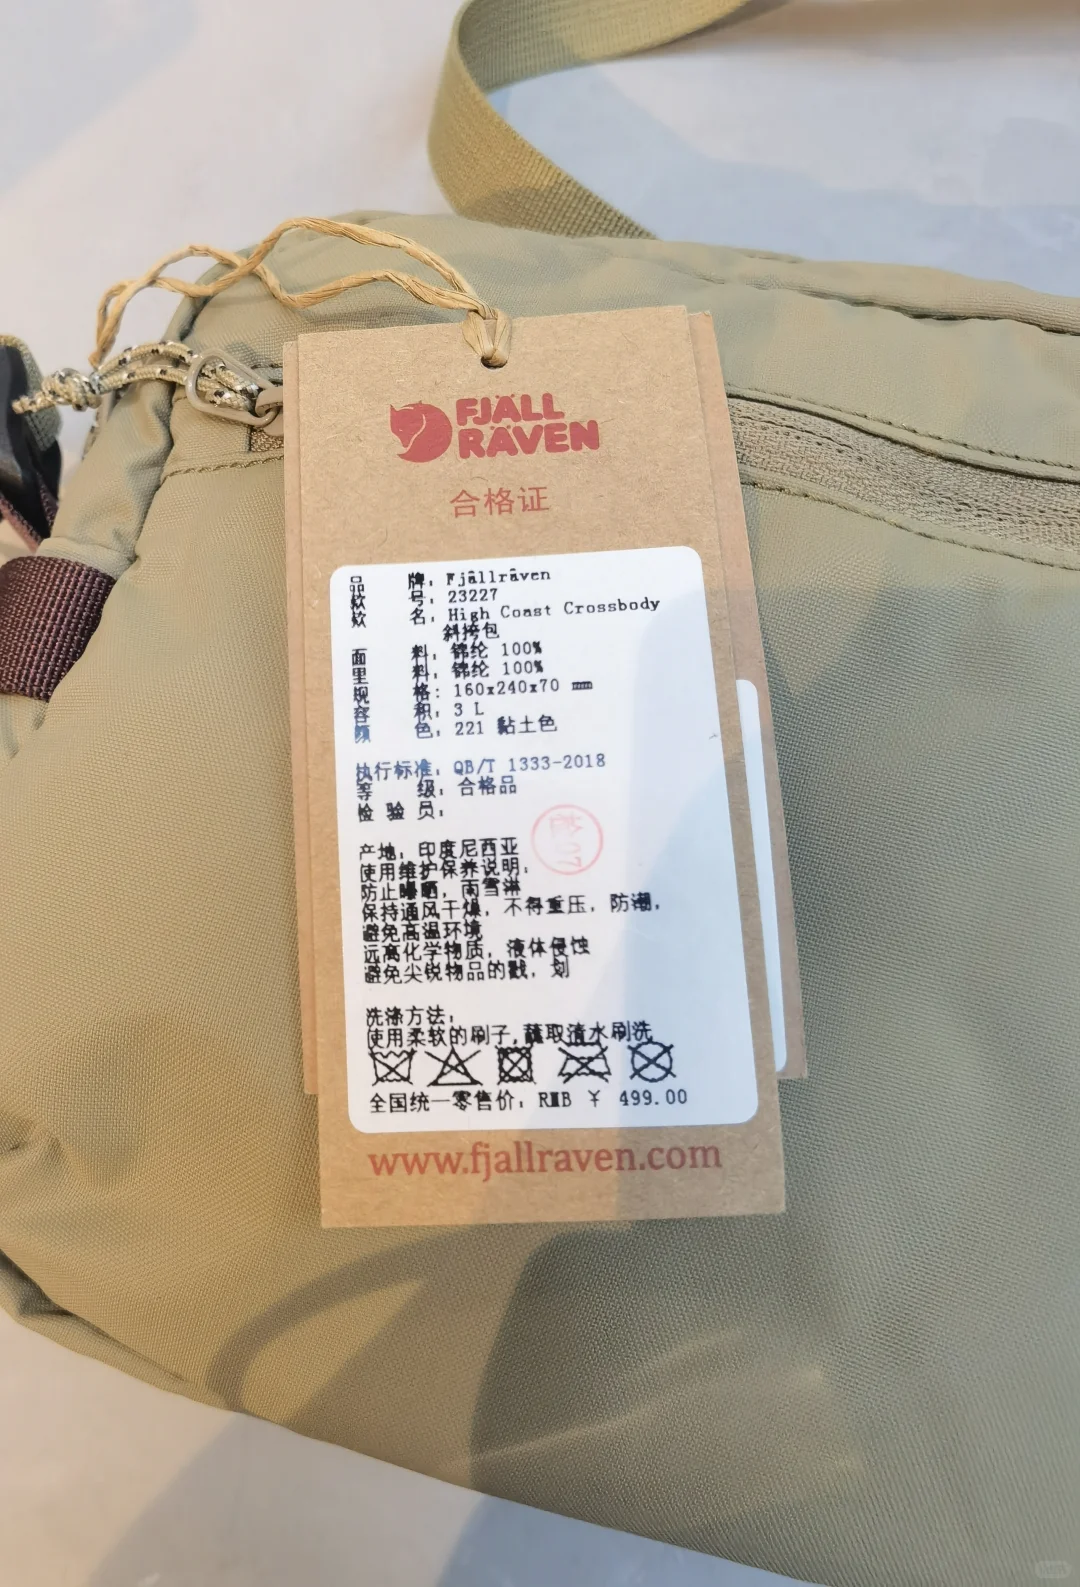 FJÄLL
RÄVEN
合格证
品 牌: Fjällräven
款 号: 23227
款 名: High Coast Crossbody
斜挎包
面 料: 锦纶 100%
里 料: 锦纶 100%
规 格: 160x240x70 mm
容 积: 3 L
颜 色: 221 黏土色
执行标准: QB/T 1333-2018
等 级: 合格品
检 验 员:
检07
产地: 印度尼西亚
使用维护保养说明:
防止曝晒, 雨雪淋
保持通风干燥, 不得重压, 防潮,
避免高温环境
远离化学物质, 液体侵蚀
避免尖锐物品的戳, 划
洗涤方法:
使用柔软的刷子,蘸取清水刷洗
全国统一零售价: RMB ¥ 499.00
www.fjallraven.com